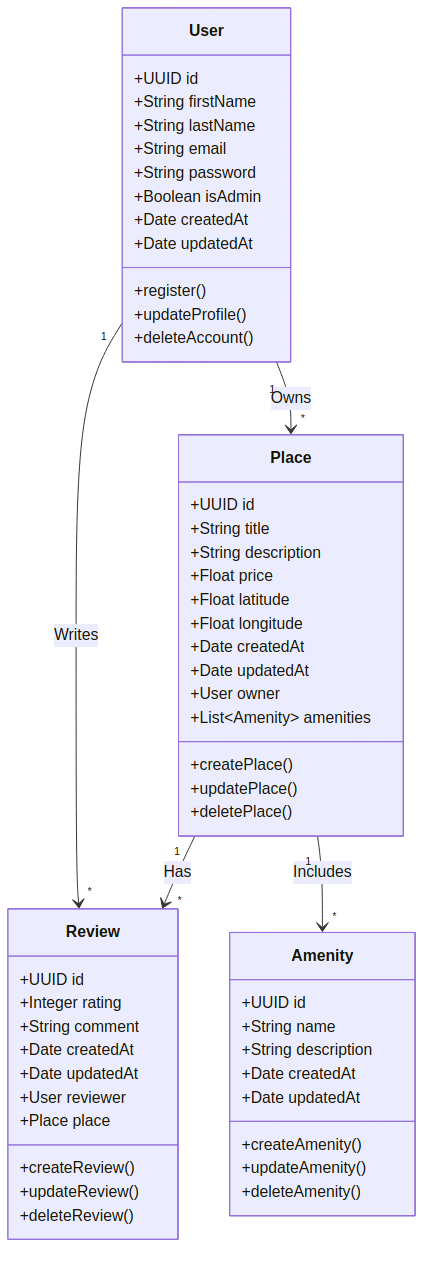 User
+UUID id
+String firstName
+String lastName
+String email
+String password
+Boolean isAdmin
+Date createdAt
+Date updatedAt
+register()
+updateProfile()
+deleteAccount()
1
1
Owns
*
Place
+UUID id
+String title
+String description
+Float price
+Float latitude
+Float longitude
+Date createdAt
+Date updatedAt
+User owner
+List<Amenity> amenities
+createPlace()
+updatePlace()
+deletePlace()
Writes
1
Has
*
1
Includes
*
*
Review
+UUID id
+Integer rating
+String comment
+Date createdAt
+Date updatedAt
+User reviewer
+Place place
+createReview()
+updateReview()
+deleteReview()
Amenity
+UUID id
+String name
+String description
+Date createdAt
+Date updatedAt
+createAmenity()
+updateAmenity()
+deleteAmenity()